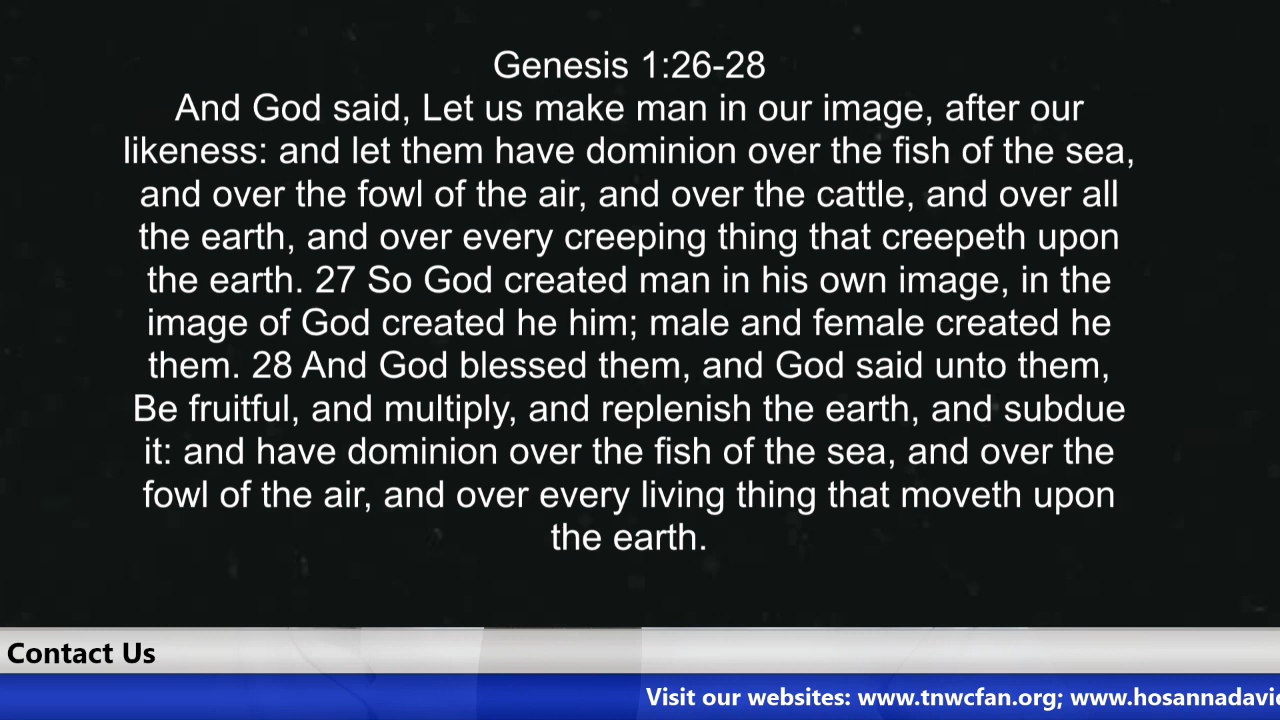 Genesis 1:26-28
And God said, Let us make man in our image, after our
likeness: and let them have dominion over the fish of the sea,
and over the fowl of the air, and over the cattle, and over all
the earth, and over every creeping thing that creepeth upon
the earth. 27 So God created man in his own image, in the
image of God created he him; male and female created he
them. 28 And God blessed them, and God said unto them,
Be fruitful, and multiply, and replenish the earth, and subdue
it: and have dominion over the fish of the sea, and over the
fowl of the air, and over every living thing that moveth upon
the earth.
Contact Us
Visit our websites: www.tnwcfan.org;